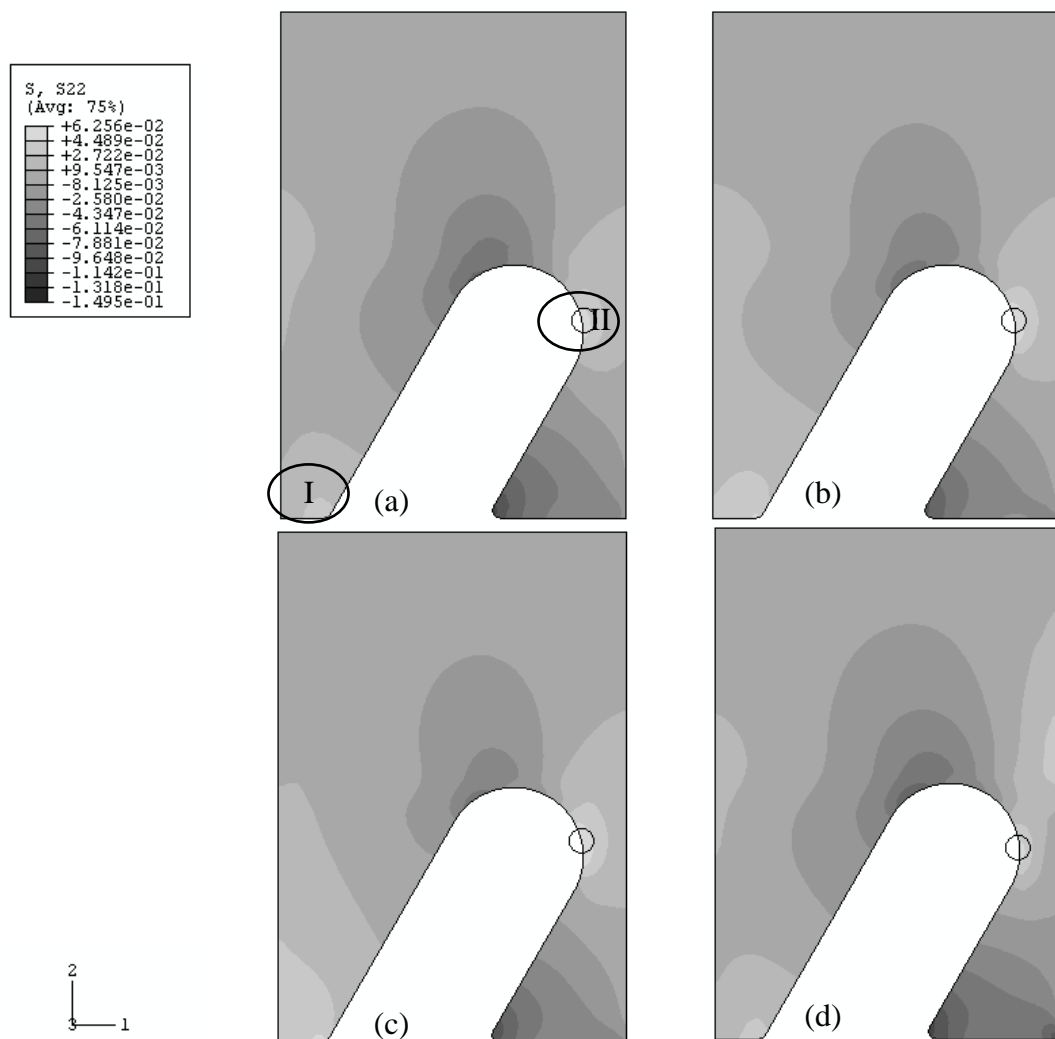 S, S22
(Avg: 75%)
+6.256e-02
+4.489e-02
+2.722e-02
+9.547e-03
-8.125e-03
-2.580e-02
-4.347e-02
-6.114e-02
-7.881e-02
-9.648e-02
-1.142e-01
-1.318e-01
-1.495e-01
II
I
(a)
(b)
2
3
1
(c)
(d)